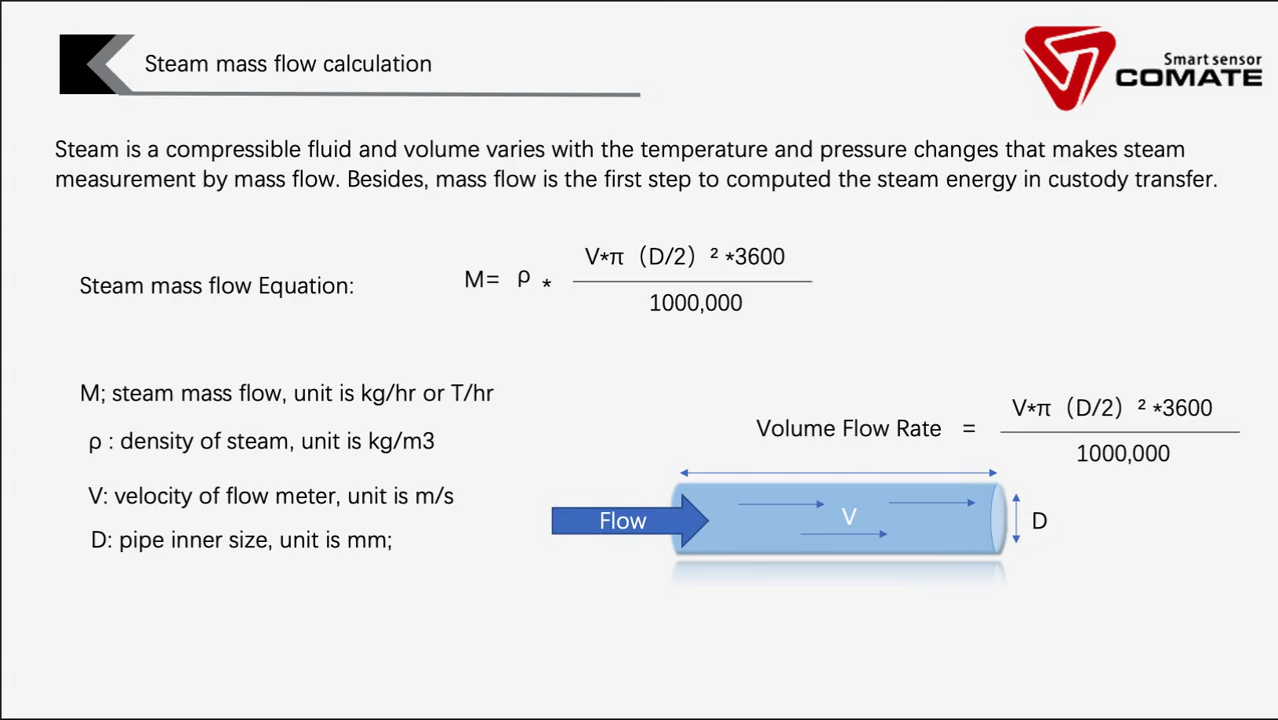 Steam mass flow calculation
Smart sensor
COMATE
Steam is a compressible fluid and volume varies with the temperature and pressure changes that makes steam
measurement by mass flow. Besides, mass flow is the first step to computed the steam energy in custody transfer.
Steam mass flow Equation:
M= ρ *
V*π （D/2）² *3600
1000,000
M; steam mass flow, unit is kg/hr or T/hr
ρ : density of steam, unit is kg/m3
V: velocity of flow meter, unit is m/s
D: pipe inner size, unit is mm;
Volume Flow Rate =
V*π （D/2）² *3600
1000,000
Flow
V
D